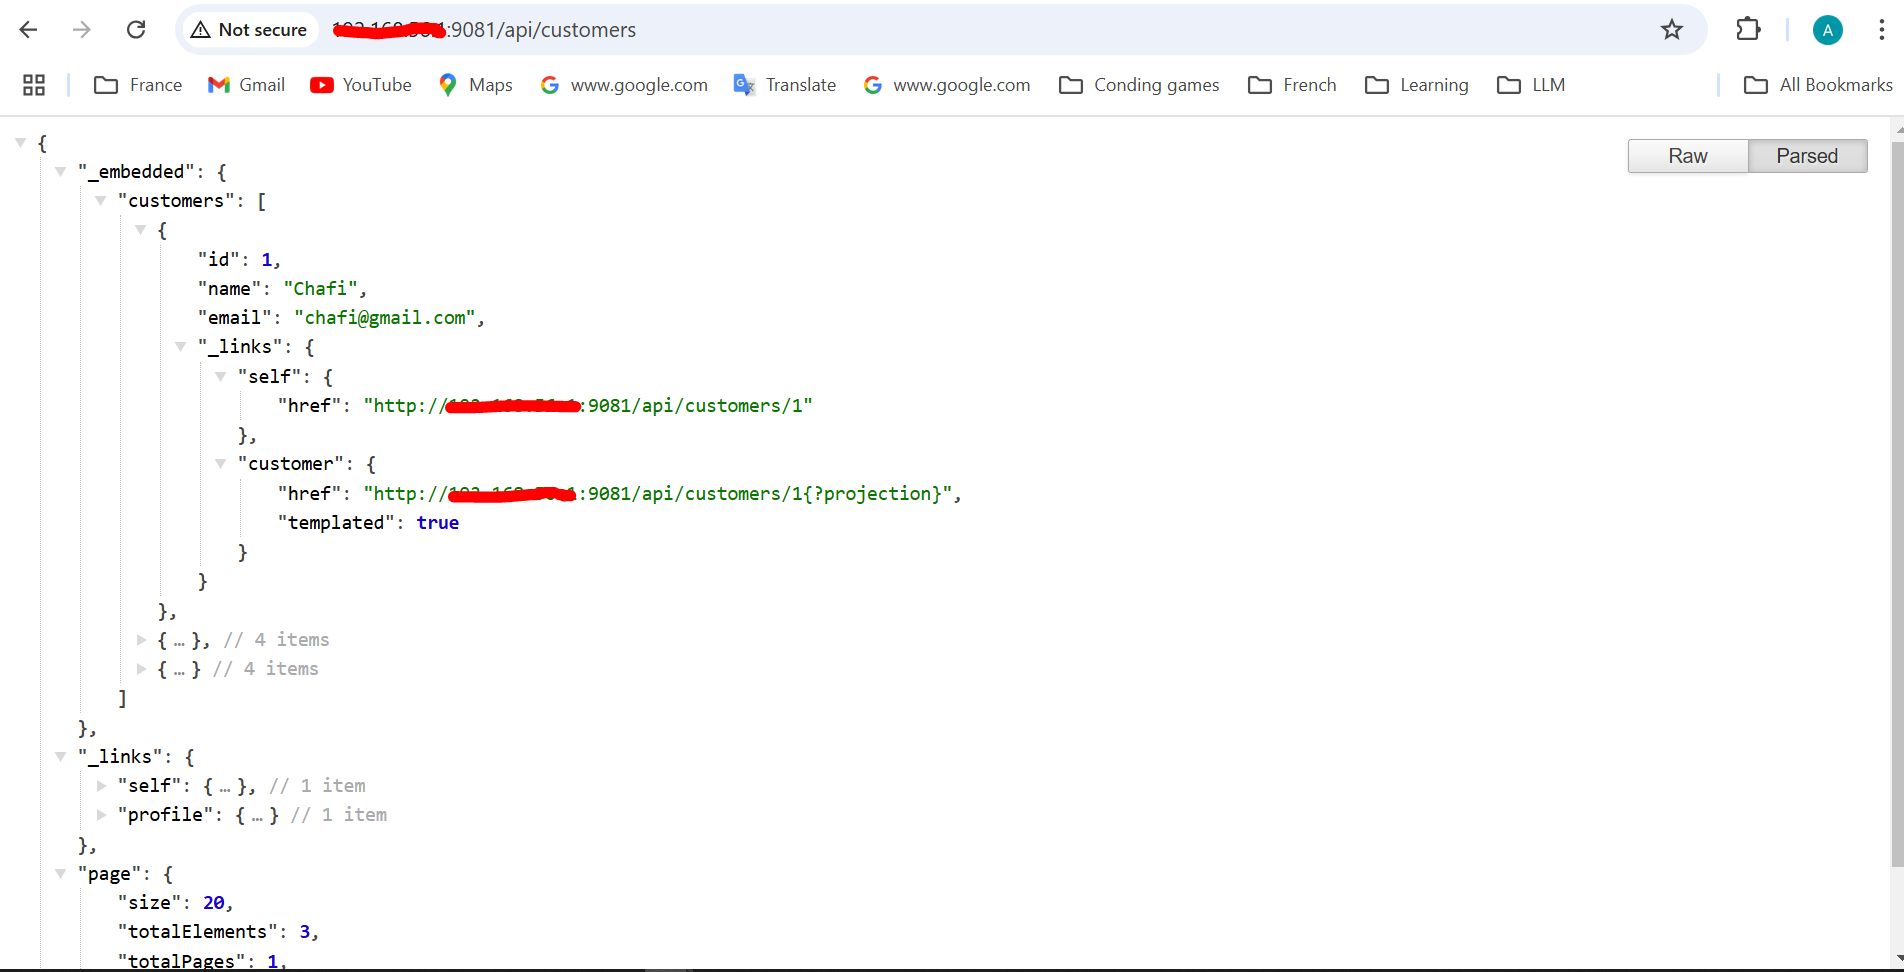 Not secure :9081/api/customers A
France Gmail YouTube Maps www.google.com Translate www.google.com Conding games French Learning LLM All Bookmarks
Raw Parsed
{
"_embedded": {
"customers": [
{
"id": 1,
"name": "Chafi",
"email": "chafi@gmail.com",
"_links": {
"self": {
"href": "http:// :9081/api/customers/1"
},
"customer": {
"href": "http:// :9081/api/customers/1{?projection}",
"templated": true
}
}
},
{ … }, // 4 items
{ … } // 4 items
]
},
"_links": {
"self": { … }, // 1 item
"profile": { … } // 1 item
},
"page": {
"size": 20,
"totalElements": 3,
"totalPages": 1,